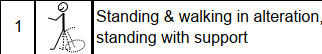 1
Standing & walking in alteration,
standing with support